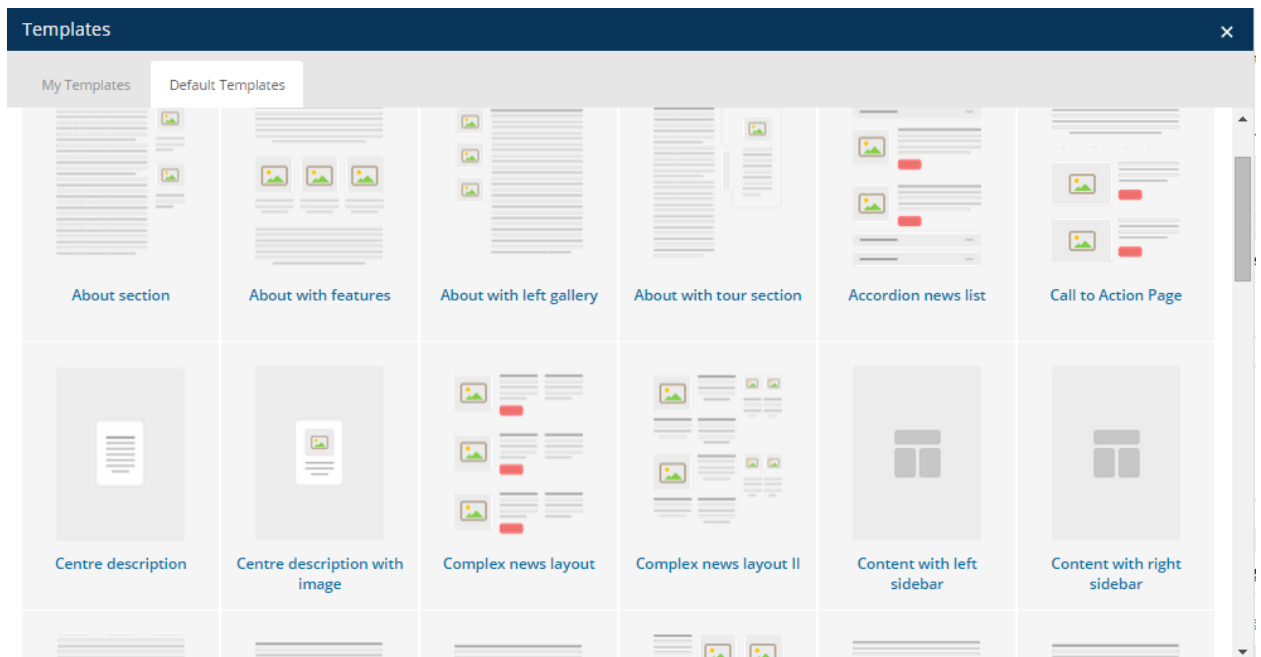 Templates
My Templates
Default Templates
About section
About with features
About with left gallery
About with tour section
Accordion news list
Call to Action Page
Centre description
Centre description with
image
Complex news layout
Complex news layout II
Content with left
sidebar
Content with right
sidebar